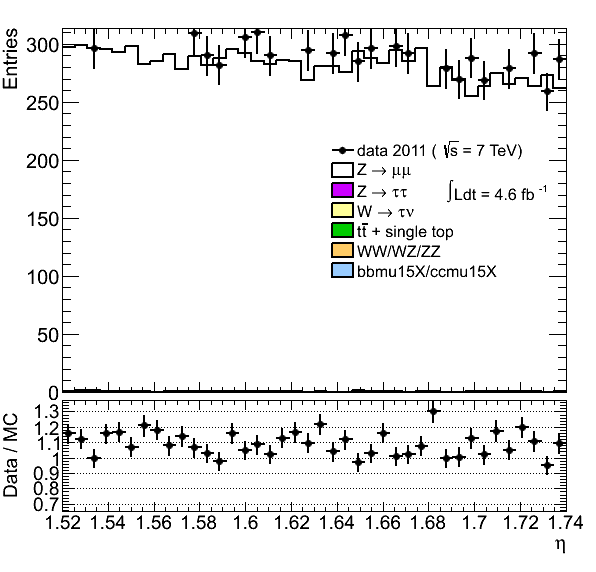 Entries
300
250
200
150
100
50
0
data 2011 ( √s = 7 TeV)
Z → μμ
Z → ττ
∫Ldt = 4.6 fb⁻¹
W → τν
tt̄ + single top
WW/WZ/ZZ
bbmu15X/ccmu15X
Data / MC
1.3
1.2
1.1
1
0.9
0.8
0.7
1.52 1.54 1.56 1.58 1.6 1.62 1.64 1.66 1.68 1.7 1.72 1.74
η